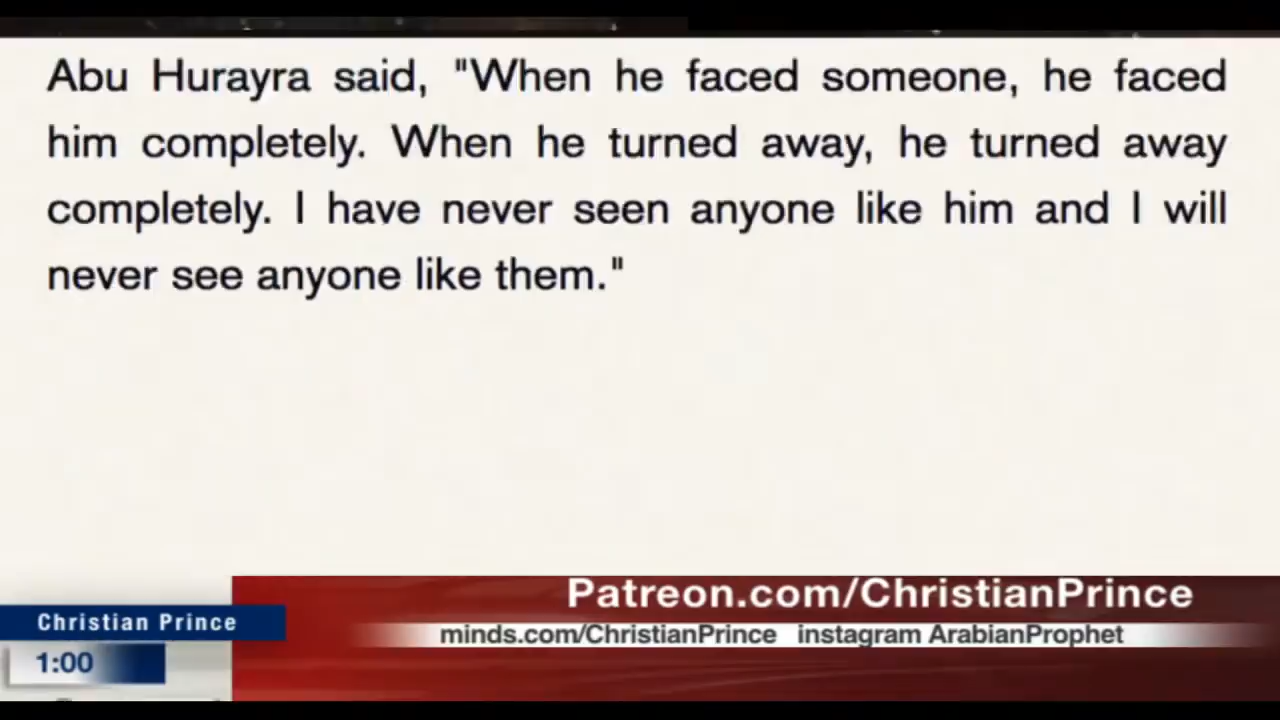 Abu Hurayra said, "When he faced someone, he faced
him completely. When he turned away, he turned away
completely. I have never seen anyone like him and I will
never see anyone like them."
Patreon.com/ChristianPrince
Christian Prince
minds.com/ChristianPrince instagram ArabianProphet
1:00